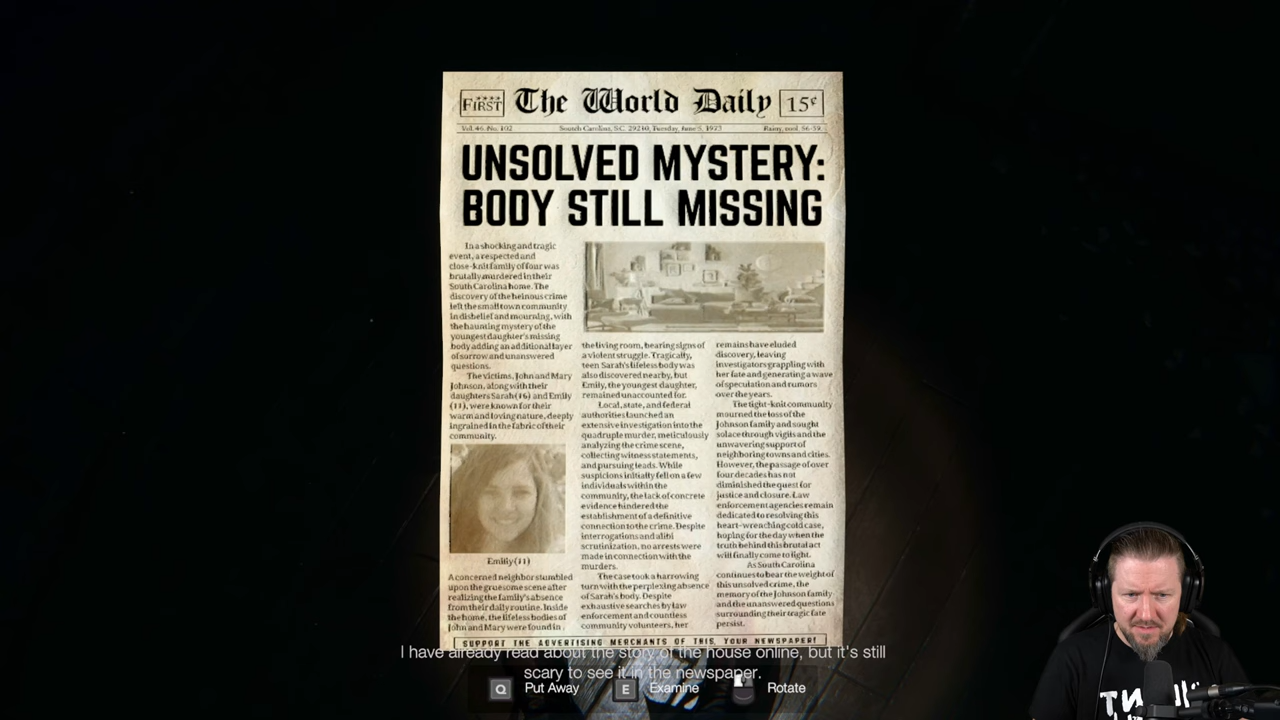 FIRST
The World Daily
15¢
Vol. 46, No. 102
South Carolina, S.C. 29210, Tuesday, June 5, 1973
Rainy, cool, 56-59
UNSOLVED MYSTERY:
BODY STILL MISSING
In a shocking and tragic
event, a respected and
close-knit family of four was
brutally murdered in their
South Carolina home. The
discovery of the heinous crime
left the small town community
in disbelief and mourning, with
the haunting mystery of the
youngest daughter's missing
body adding an additional layer
of sorrow and unanswered
questions.
The victims, John and Mary
Johnson, along with their
daughters Sarah (16) and Emily
(11), were known for their
warm and loving nature, deeply
ingrained in the fabric of their
community.
Emiliy(11)
A concerned neighbor stumbled
upon the gruesome scene after
realizing the family's absence
from their daily routine. Inside
the home, the lifeless bodies of
John and Mary were found in
the living room, bearing signs of
a violent struggle. Tragically,
teen Sarah's lifeless body was
also discovered nearby, but
Emily, the youngest daughter,
remained unaccounted for.
Local, state, and federal
authorities launched an
extensive investigation into the
quadruple murder, meticulously
analyzing the crime scene,
collecting witness statements,
and pursuing leads. While
suspicions initially fell on a few
individuals within the
community, the lack of concrete
evidence hindered the
establishment of a definitive
connection to the crime. Despite
interrogations and alibi
scrutinization, no arrests were
made in connection with the
murders.
The case took a harrowing
turn with the perplexing absence
of Sarah's body. Despite
exhaustive searches by law
enforcement and countless
community volunteers, her
remains have eluded
discovery, leaving
investigators grappling with
her fate and generating a wave
of speculation and rumors
over the years.
The tight-knit community
mourned the loss of the
Johnson family and sought
solace through vigils and the
unwavering support of
neighboring towns and cities.
However, the passage of over
four decades has not
diminished the quest for
justice and closure. Law
enforcement agencies remain
dedicated to resolving this
heart-wrenching cold case,
hoping for the day when the
truth behind this brutal act
will finally come to light.
As South Carolina
continues to bear the weight of
this unsolved crime, the
memory of the Johnson family
and the unanswered questions
surrounding their tragic fate
persist.
SUPPORT THE ADVERTISING MERCHANTS OF THIS, YOUR NEWSPAPER!
I have already read about the story of the house online, but it's still
scary to see it in the newspaper.
Q Put Away E Examine Rotate